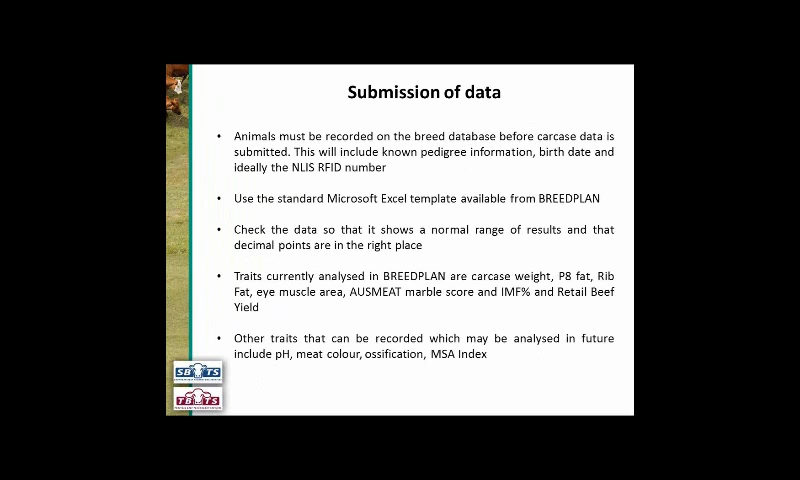 Submission of data
• Animals must be recorded on the breed database before carcase data is
submitted. This will include known pedigree information, birth date and
ideally the NLIS RFID number
• Use the standard Microsoft Excel template available from BREEDPLAN
• Check the data so that it shows a normal range of results and that
decimal points are in the right place
• Traits currently analysed in BREEDPLAN are carcase weight, P8 fat, Rib
Fat, eye muscle area, AUSMEAT marble score and IMF% and Retail Beef
Yield
• Other traits that can be recorded which may be analysed in future
include pH, meat colour, ossification, MSA Index
SBTS
TBTS